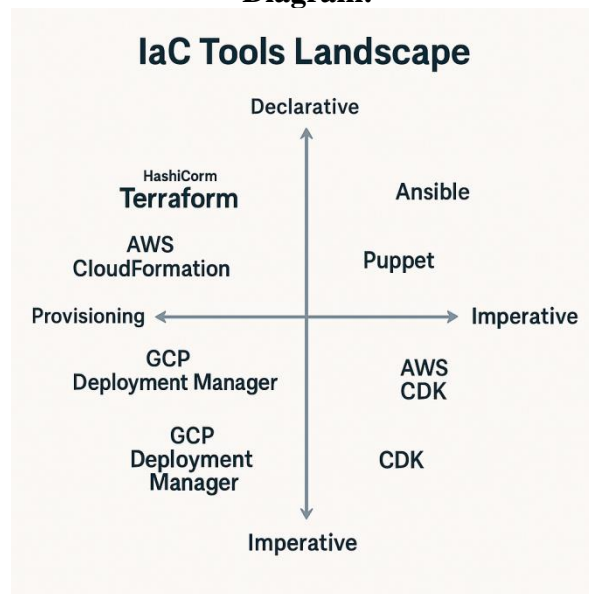 Diagram:
IaC Tools Landscape
Declarative
HashiCorm
Terraform
Ansible
AWS
CloudFormation
Puppet
Provisioning
Imperative
GCP
Deployment Manager
AWS
CDK
GCP
Deployment
Manager
CDK
Imperative